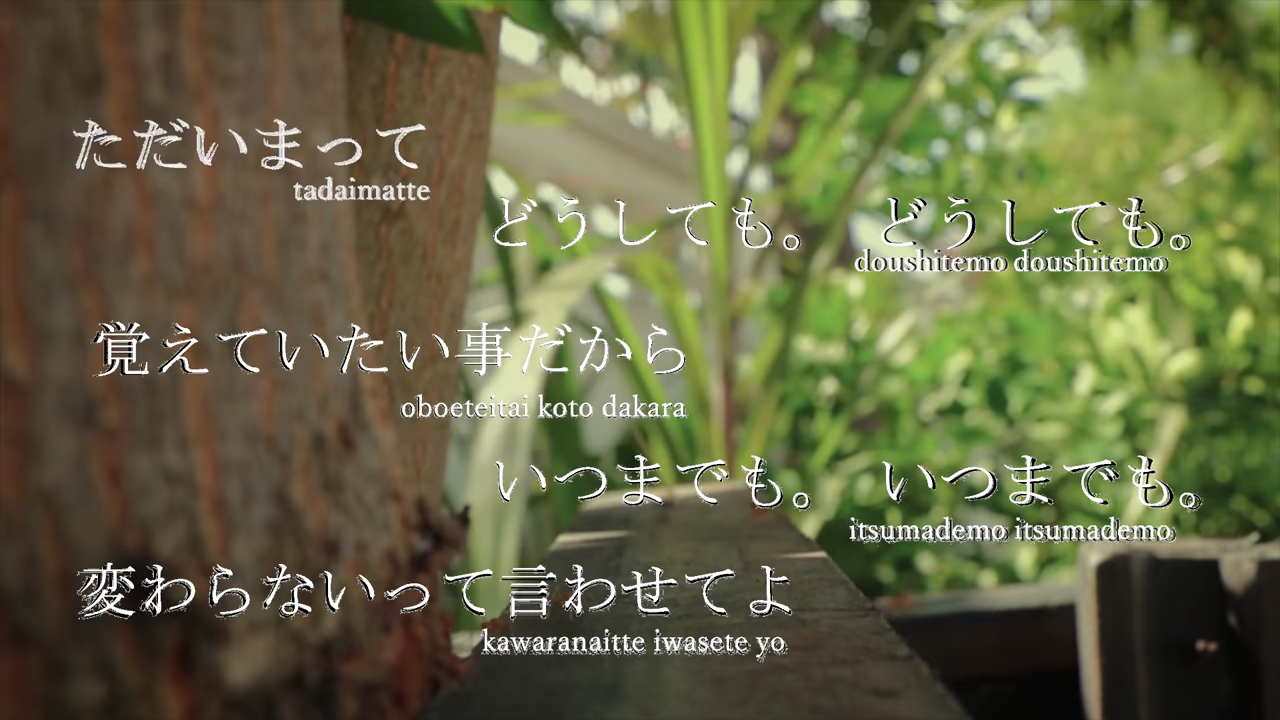 ただいまって
tadaimatte
どうしても。 どうしても。
doushitemo doushitemo
覚えていたい事だから
oboeteitai koto dakara
いつまでも。 いつまでも。
itsumademo itsumademo
変わらないって言わせてよ
kawaranaitte iwasete yo